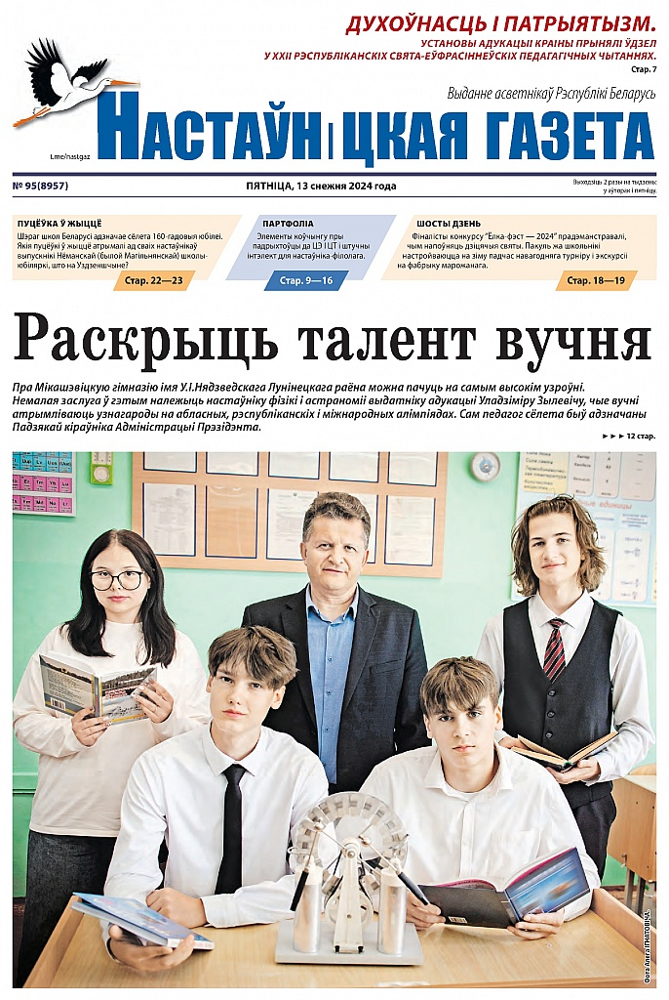 ДУХОЎНАСЦЬ І ПАТРЫЯТЫЗМ.
УСТАНОВЫ АДУКАЦЫІ КРАІНЫ ПРЫНЯЛІ ЎДЗЕЛ
У XXII РЭСПУБЛІКАНСКІХ СВЯТА-ЕЎФРАСІННЕЎСКІХ ПЕДАГАГІЧНЫХ ЧЫТАННЯХ.
Стар. 7
Выданне асветнікаў Рэспублікі Беларусь
НАСТАЎНІЦКАЯ ГАЗЕТА
t.me/nastgaz
№ 95(8957)
ПЯТНІЦА, 13 снежня 2024 года
Выходзіць 2 разы на тыдзень:
у аўторак і пятніцу.
ПУЦЁЎКА Ў ЖЫЦЦЁ
Шэраг школ Беларусі адзначае сёлета 160-гадовыя юбілеі.
Якія пуцёўкі ў жыццё атрымалі ад сваіх настаўнікаў
выпускнікі Нёманскай (былой Магільнянскай) школы-
юбіляркі, што на Уздзеншчыне?
Стар. 22—23
ПАРТФОЛІА
Элементы коўчынгу пры
падрыхтоўцы да ЦЭ і ЦТ і штучны
інтэлект для настаўніка-філолага.
Стар. 9—16
ШОСТЫ ДЗЕНЬ
Фіналісты конкурсу “Ёлка-фэст — 2024” прадэманстравалі,
чым напоўняць дзіцячыя святы. Пакуль жа школьнікі
настройваюцца на зіму падчас навагодняга турніру і экскурсіі
на фабрыку марожанага.
Стар. 18—19
Раскрыць талент вучня
Пра Мікашэвіцкую гімназію імя У.І.Нядзведскага Лунінецкага раёна можна пачуць на самым высокім узроўні.
Немалая заслуга ў гэтым належыць настаўніку фізікі і астраноміі выдатніку адукацыі Уладзіміру Зылевічу, чые вучні
атрымліваюць узнагароды на абласных, рэспубліканскіх і міжнародных алімпіядах. Сам педагог сёлета быў адзначаны
Падзякай кіраўніка Адміністрацыі Прэзідэнта.
►►► 12 стар.
Фота Алега ІГНАТОВІЧА.